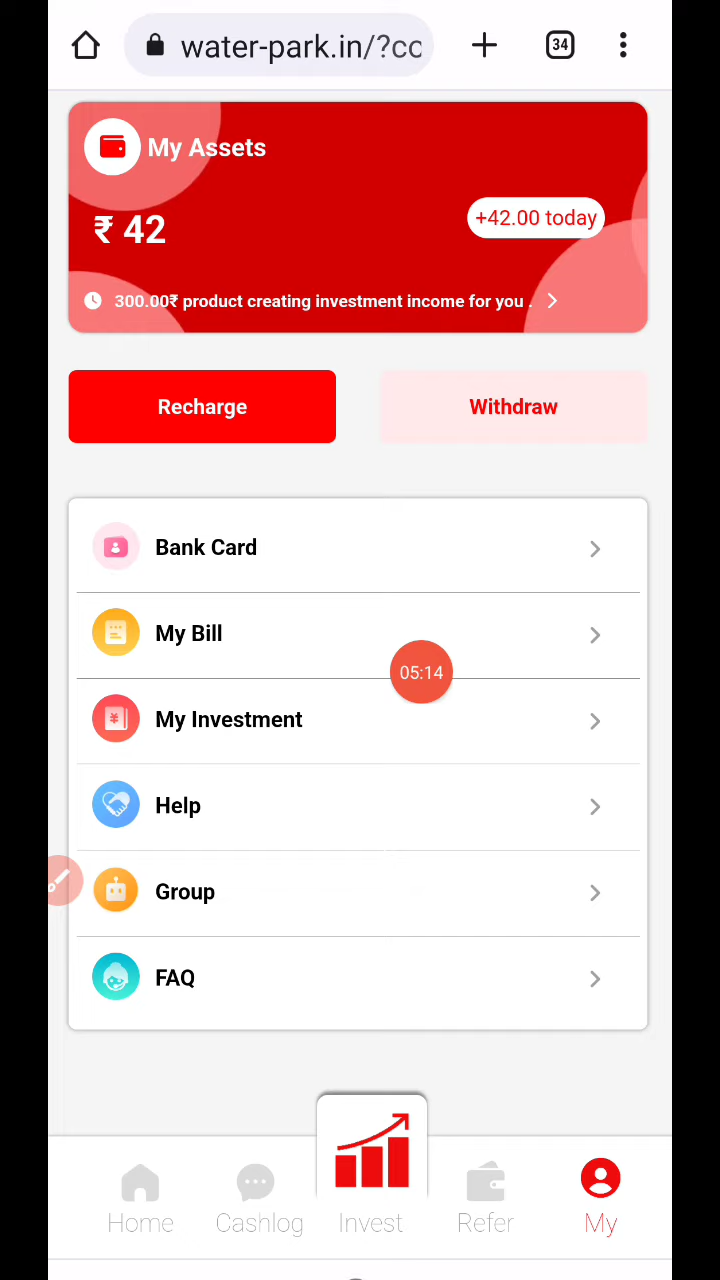 water-park.in/?cc
34
My Assets
₹ 42
+42.00 today
300.00₹ product creating investment income for you .
Recharge
Withdraw
Bank Card
My Bill
05:14
My Investment
Help
Group
FAQ
Home
Cashlog
Invest
Refer
My